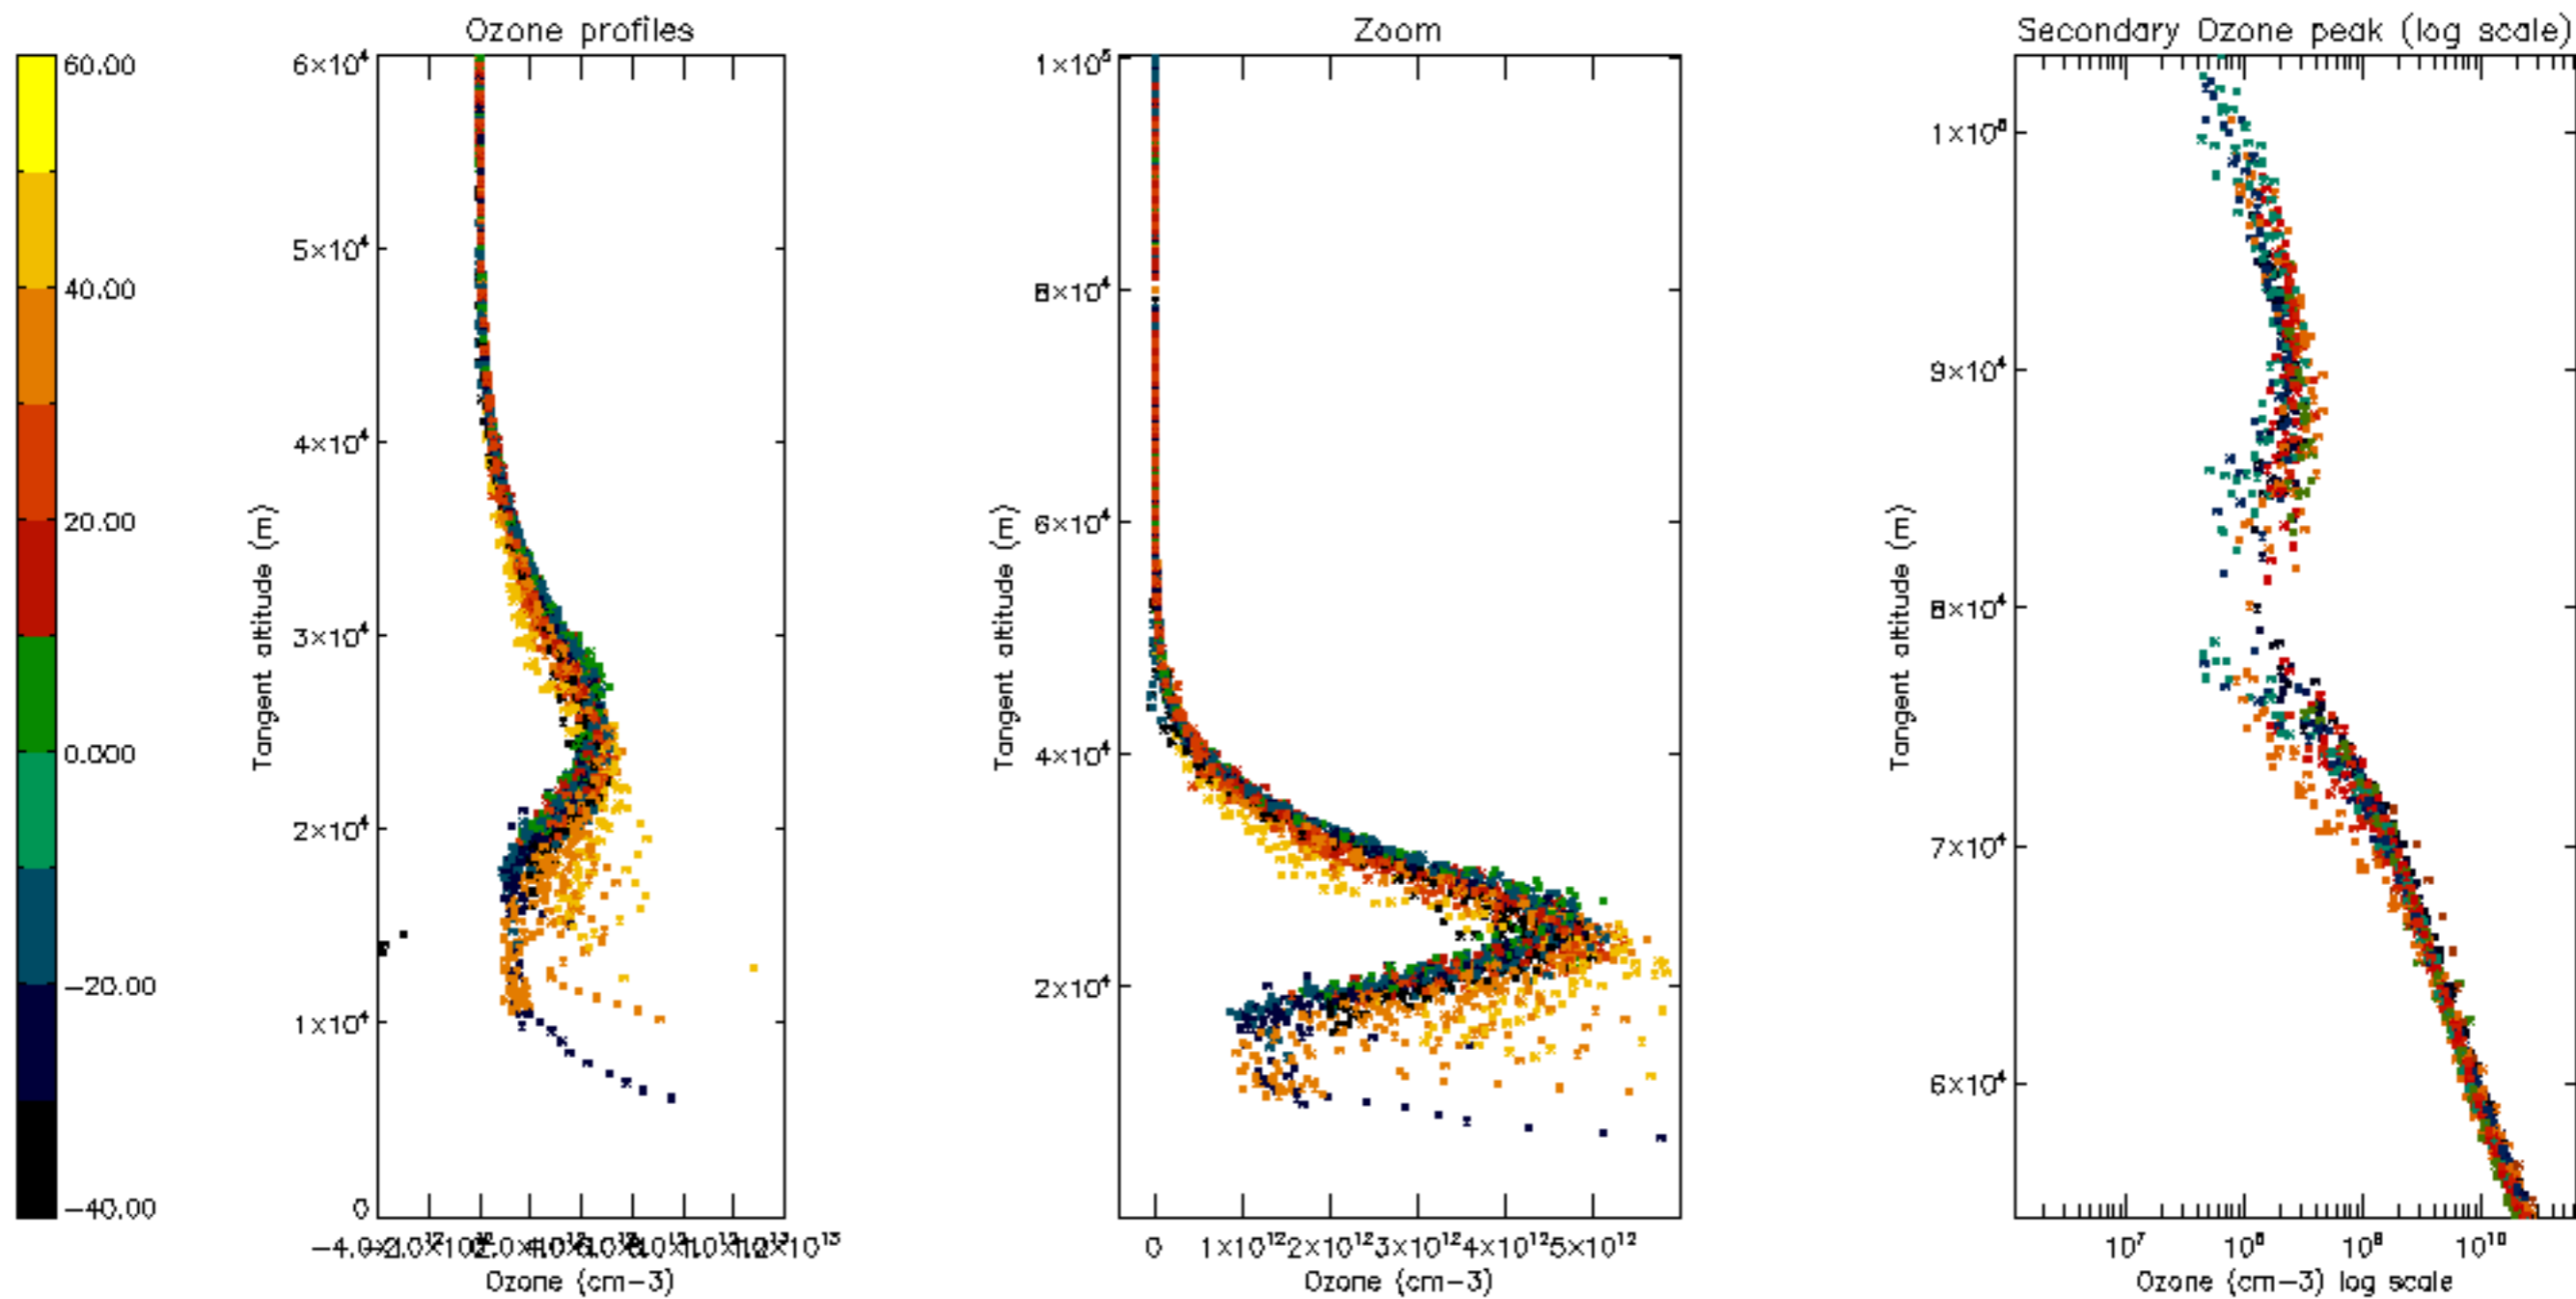 Ozone profiles
Zoom
Secondary Ozone peak (log scale)
60.00
40.00
20.00
0.000
−20.00
−40.00
6×10⁴
5×10⁴
4×10⁴
3×10⁴
2×10⁴
1×10⁴
0
Tangent altitude (m)
Ozone (cm−3)
1×10⁵
8×10⁴
6×10⁴
4×10⁴
2×10⁴
Tangent altitude (m)
0 1×10¹² 2×10¹² 3×10¹² 4×10¹² 5×10¹²
Ozone (cm−3)
9×10⁴
8×10⁴
7×10⁴
6×10⁴
Tangent altitude (m)
10⁷ 10⁸ 10⁹ 10¹⁰
Ozone (cm−3) log scale